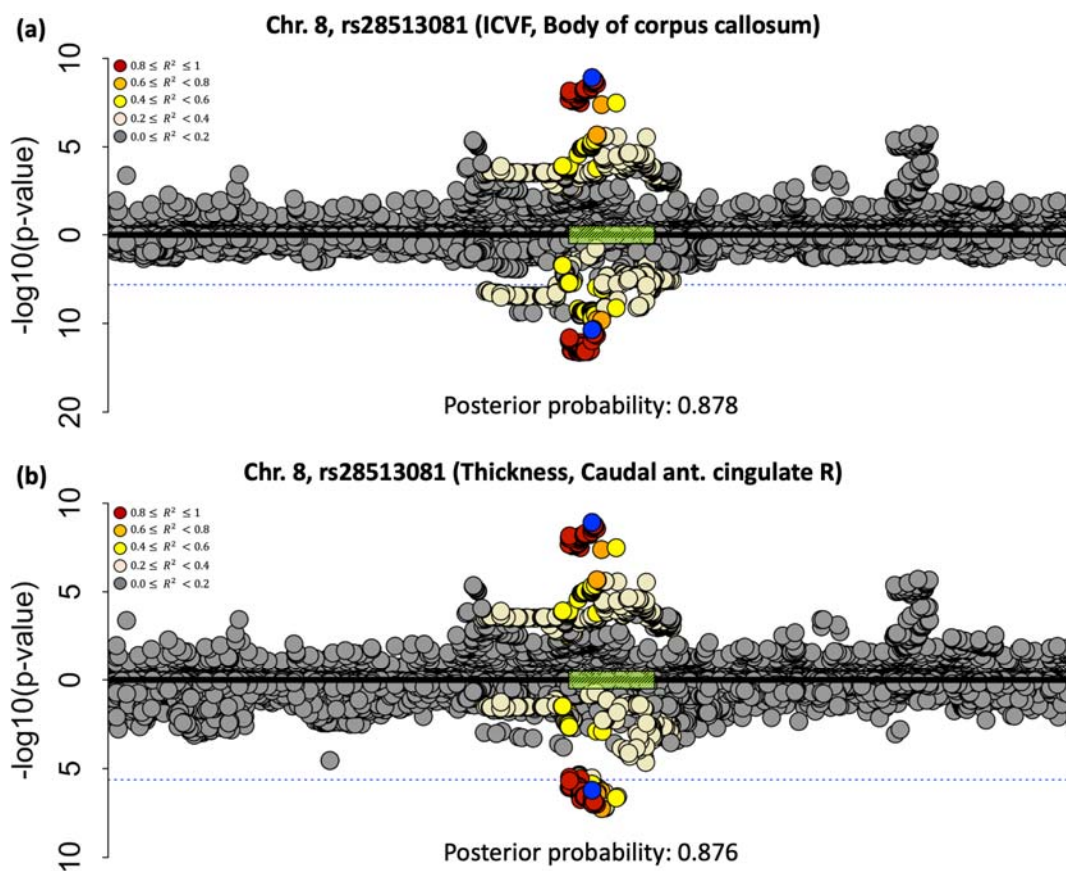 (a)
Chr. 8, rs28513081 (ICVF, Body of corpus callosum)
0.8 ≤ R² ≤ 1
0.6 ≤ R² < 0.8
0.4 ≤ R² < 0.6
0.2 ≤ R² < 0.4
0.0 ≤ R² < 0.2
-log10(p-value)
10
5
0
10
20
Posterior probability: 0.878
(b)
Chr. 8, rs28513081 (Thickness, Caudal ant. cingulate R)
0.8 ≤ R² ≤ 1
0.6 ≤ R² < 0.8
0.4 ≤ R² < 0.6
0.2 ≤ R² < 0.4
0.0 ≤ R² < 0.2
-log10(p-value)
10
5
0
5
10
Posterior probability: 0.876